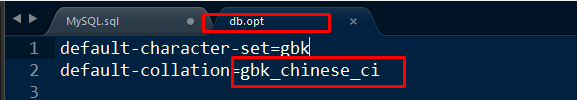 MySQL.sql
db.opt
1 default-character-set=gbk
2 default-collation=gbk_chinese_ci
3